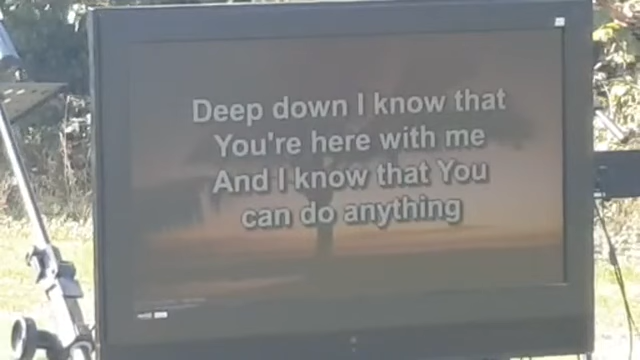 Deep down I know that
You're here with me
And I know that You
can do anything